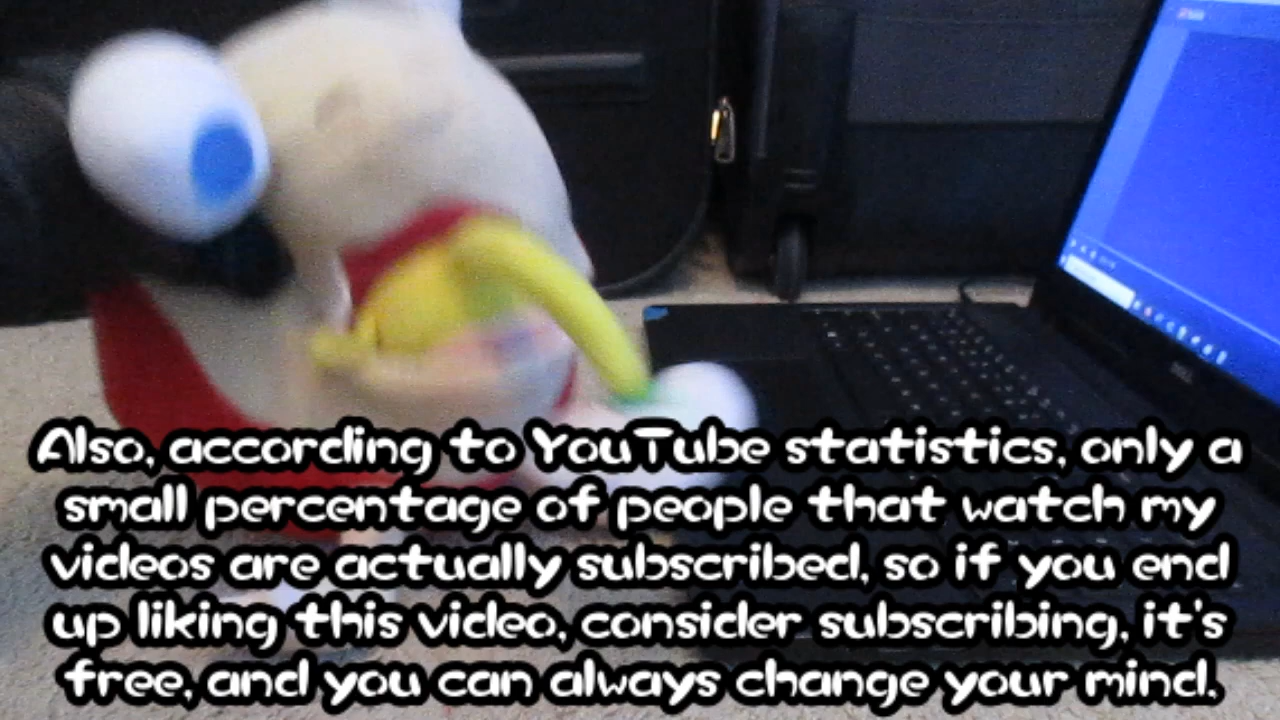 Also, according to YouTube statistics, only a
small percentage of people that watch my
videos are actually subscribed, so if you end
up liking this video, consider subscribing, it's
free, and you can always change your mind.
DELL